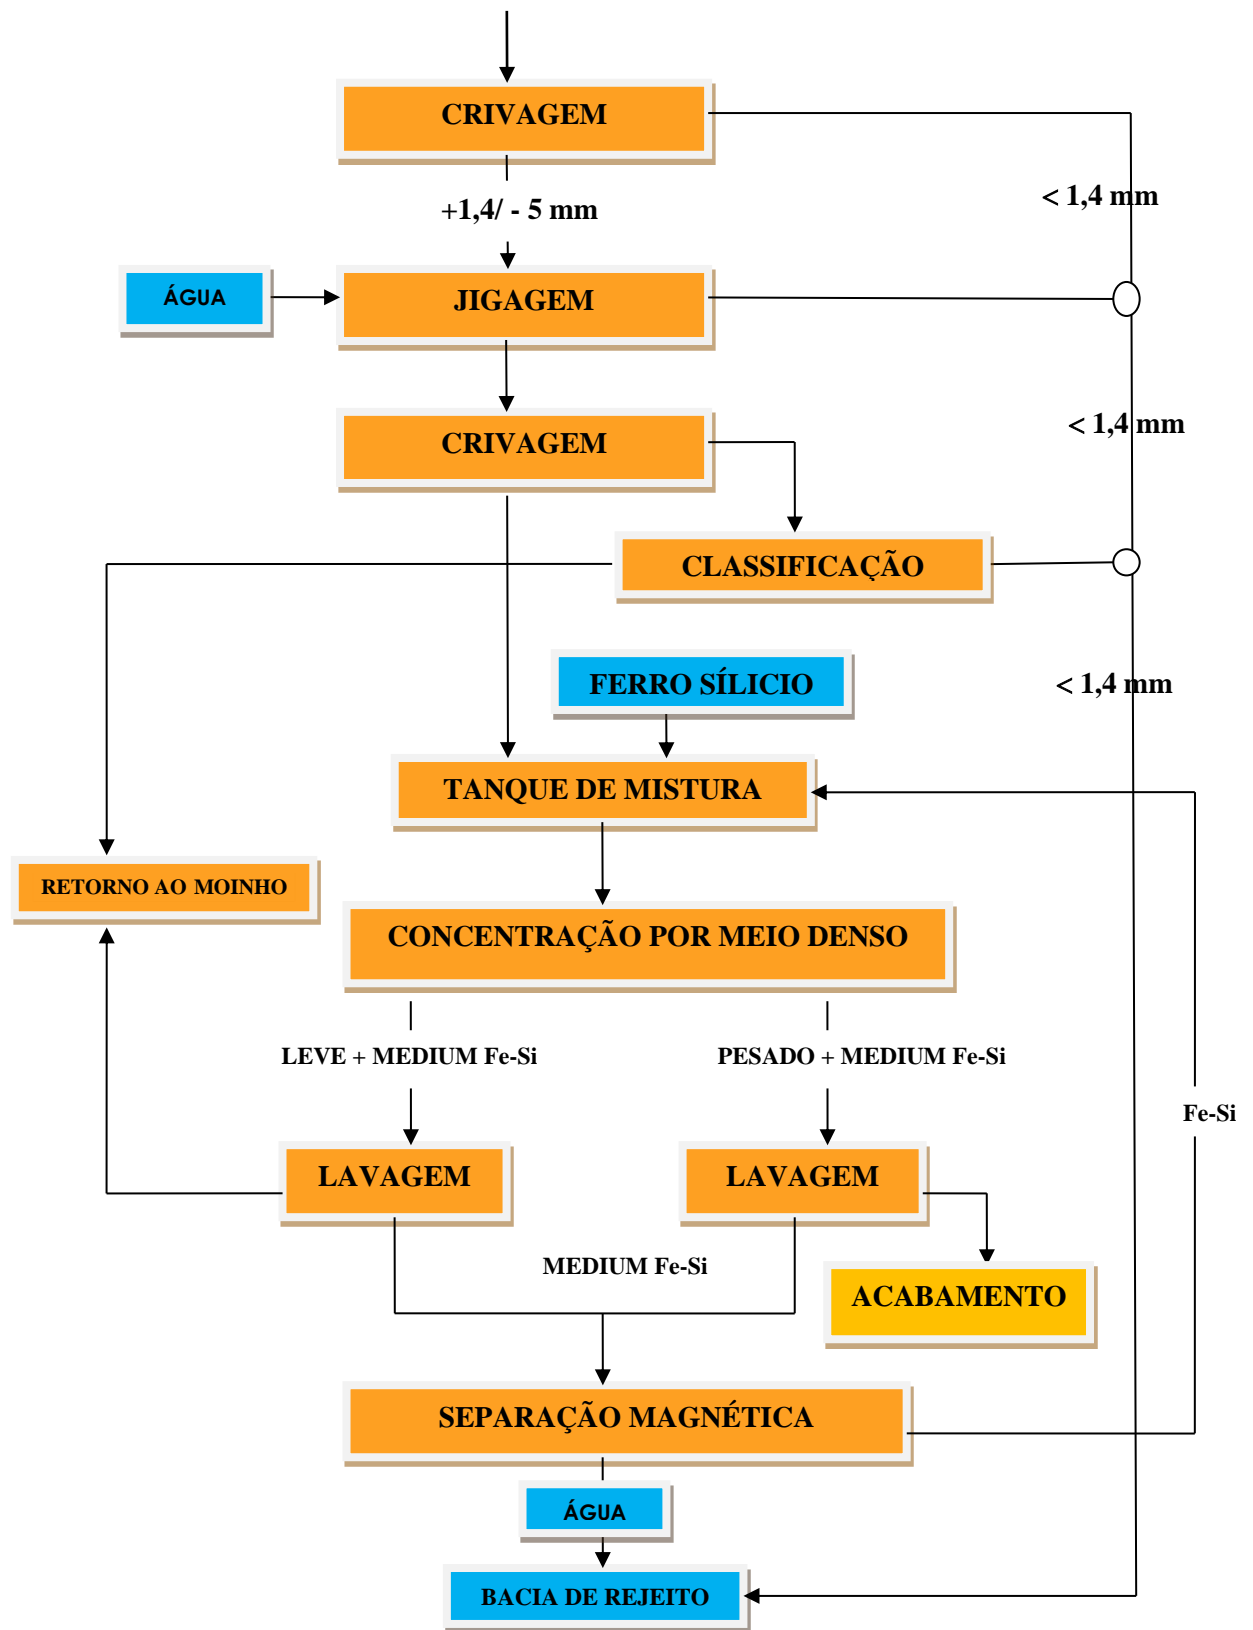 CRIVAGEM
< 1,4 mm
+1,4/ - 5 mm
ÁGUA
JIGAGEM
< 1,4 mm
CRIVAGEM
CLASSIFICAÇÃO
FERRO SÍLICIO
< 1,4 mm
TANQUE DE MISTURA
RETORNO AO MOINHO
CONCENTRAÇÃO POR MEIO DENSO
LEVE + MEDIUM Fe-Si
PESADO + MEDIUM Fe-Si
Fe-Si
LAVAGEM
LAVAGEM
MEDIUM Fe-Si
ACABAMENTO
SEPARAÇÃO MAGNÉTICA
ÁGUA
BACIA DE REJEITO